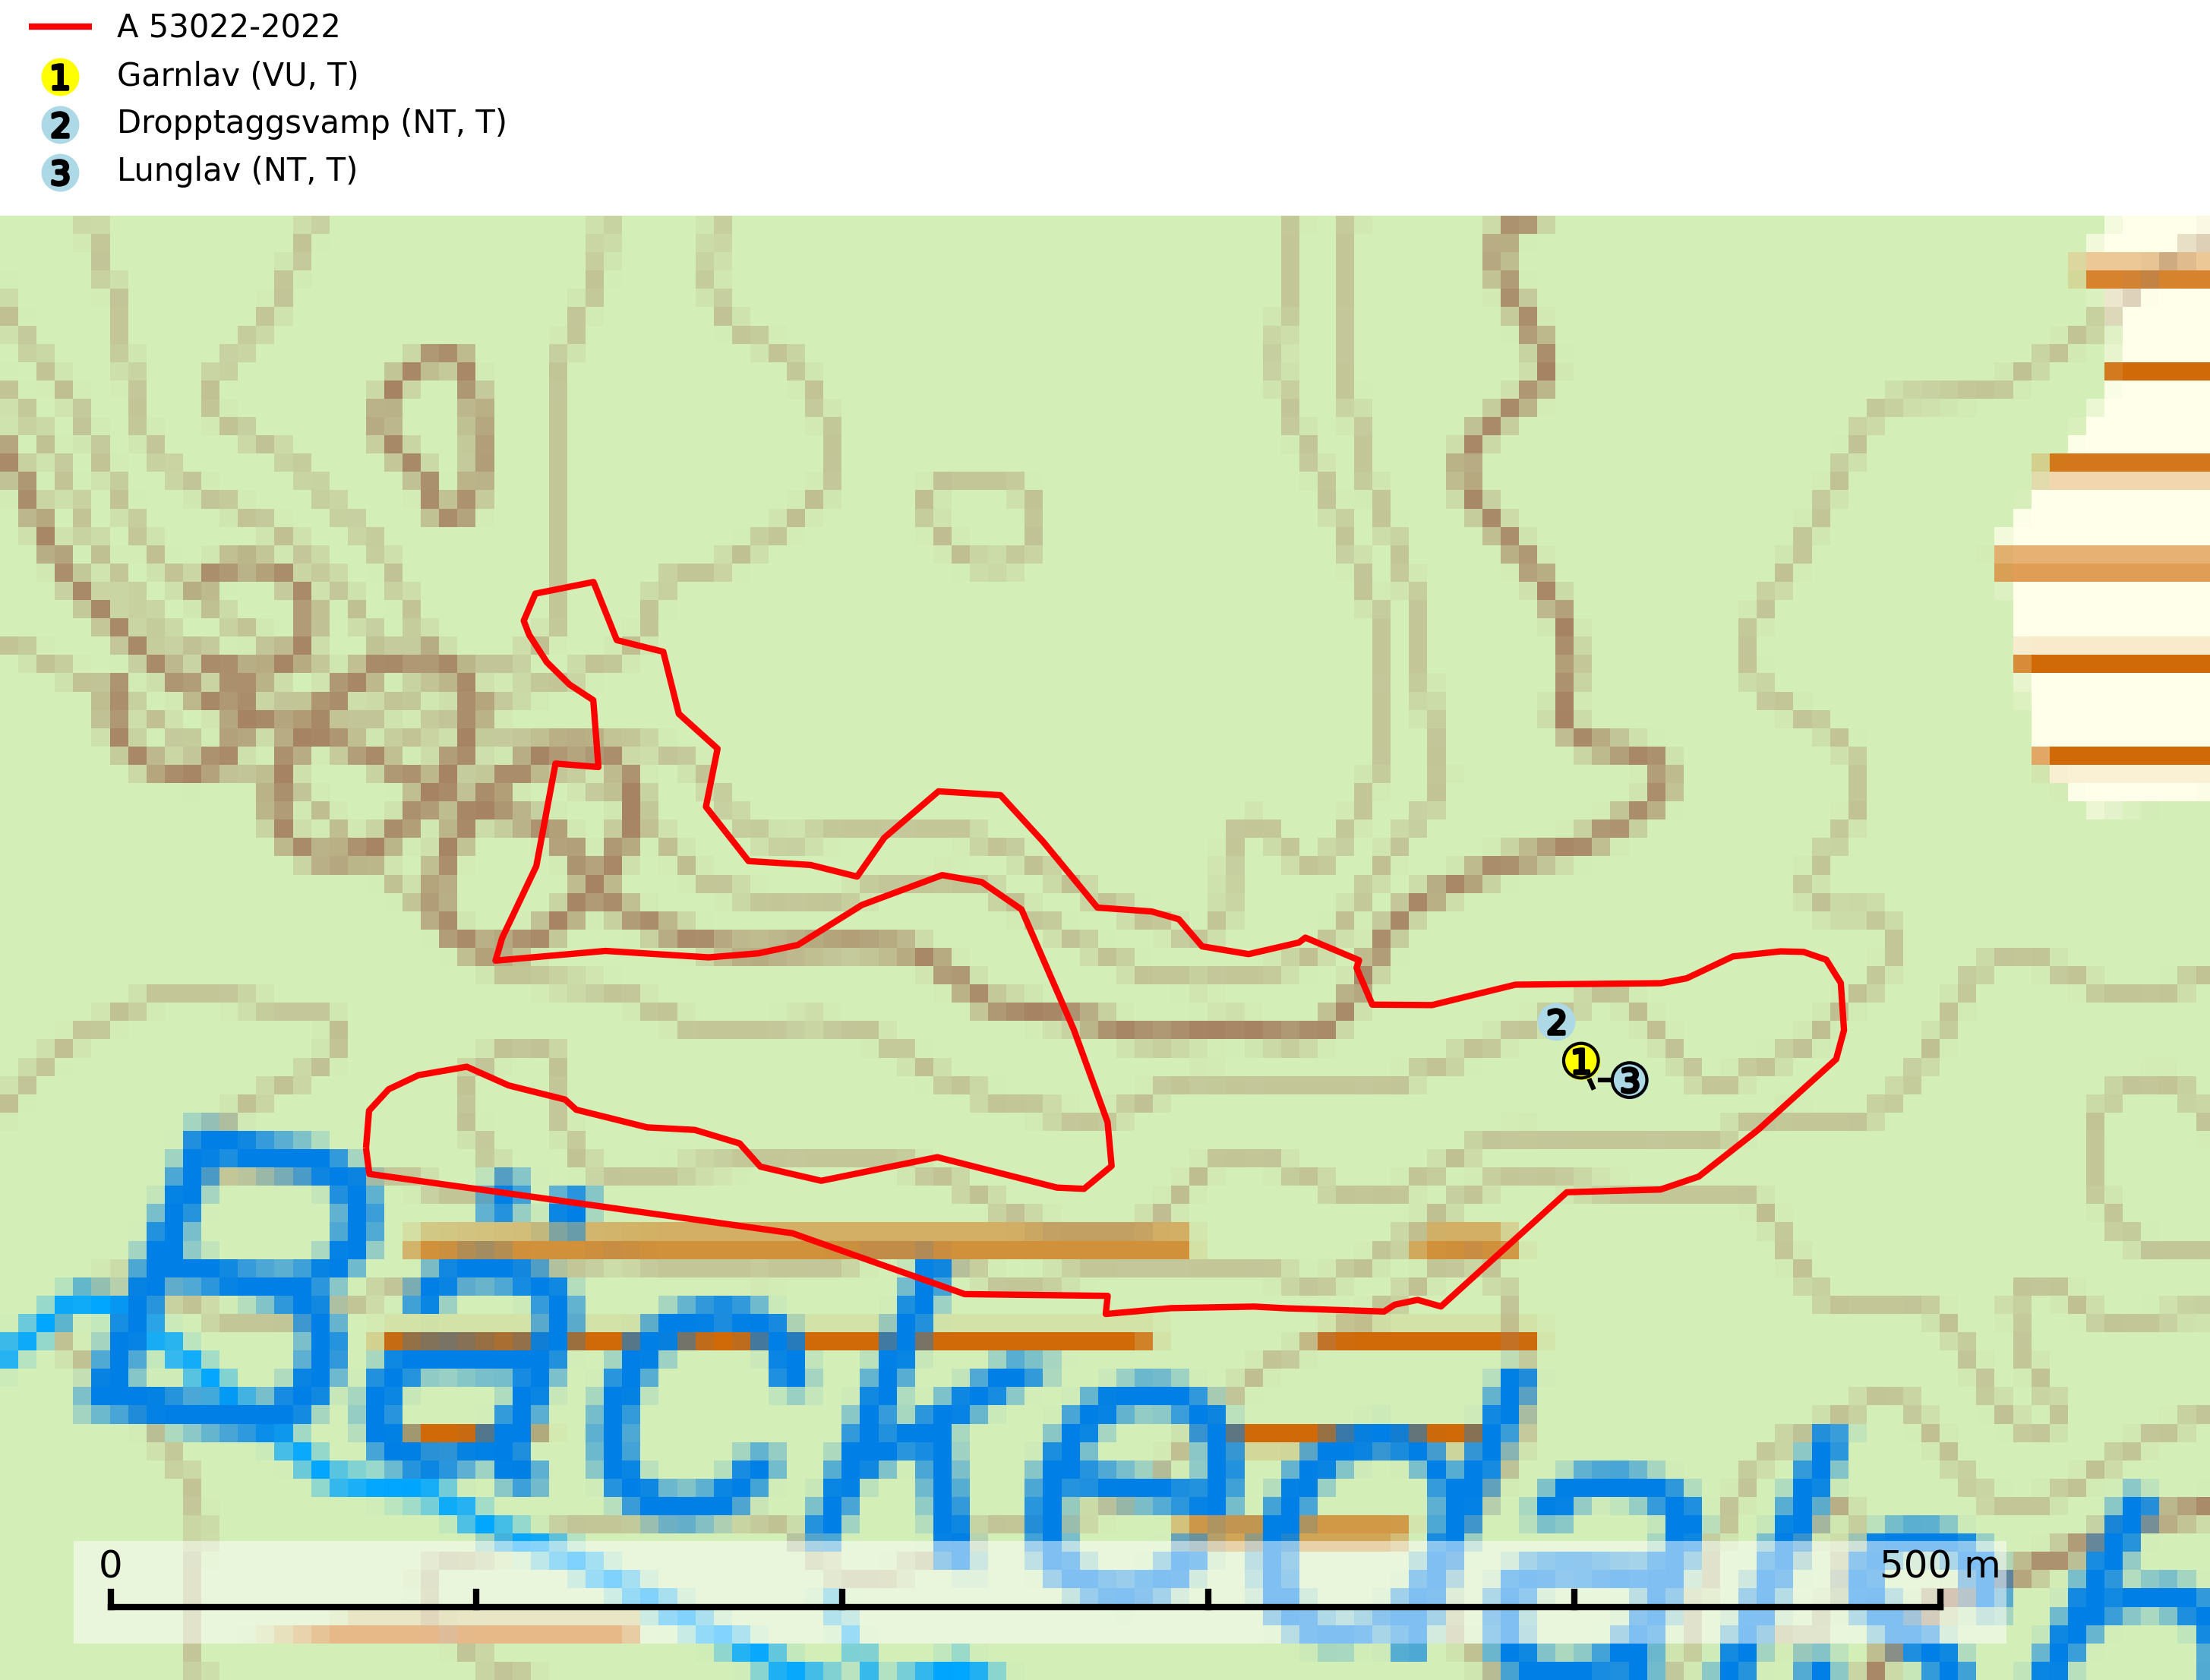 A 53022-2022
1 Garnlav (VU, T)
2 Dropptaggsvamp (NT, T)
3 Lunglav (NT, T)
2
1
3
0 500 m